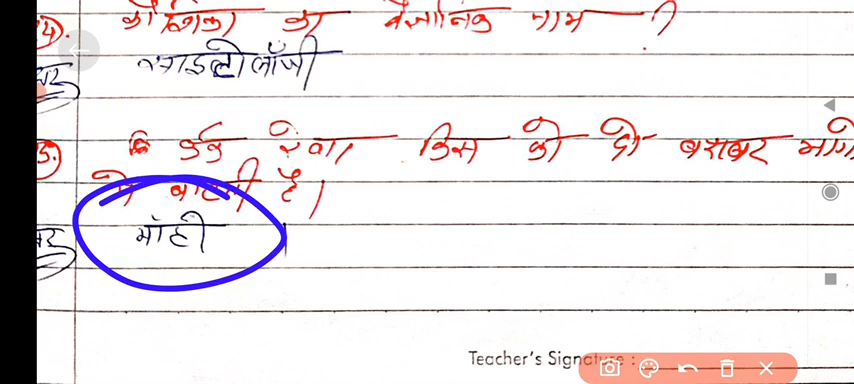 (4). कोशिका का वैज्ञानिक नाम — ?
साइटोलॉजी
5. कि कर्क रेखा किस को दो बराबर भागो
मे बाटती है।
माँही
Teacher's Signature :